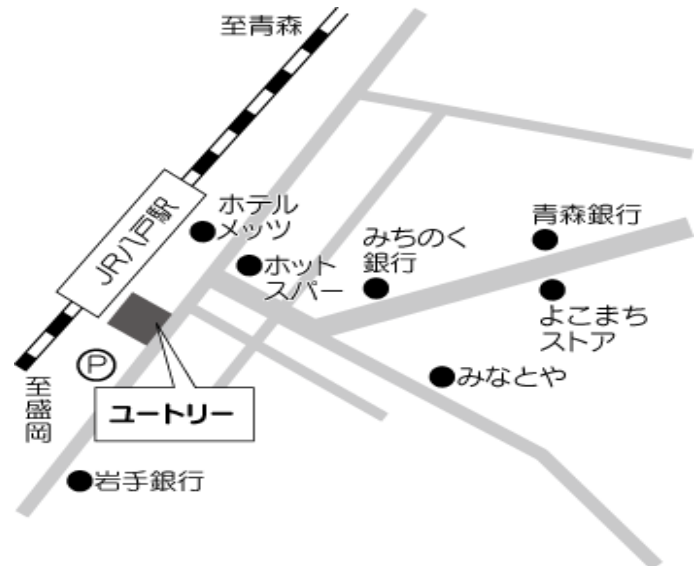 至青森
JR八戸駅
ホテル
メッツ
ホット
スパー
みちのく
銀行
青森銀行
よこまち
ストア
みなとや
P
至盛岡
ユートリー
岩手銀行